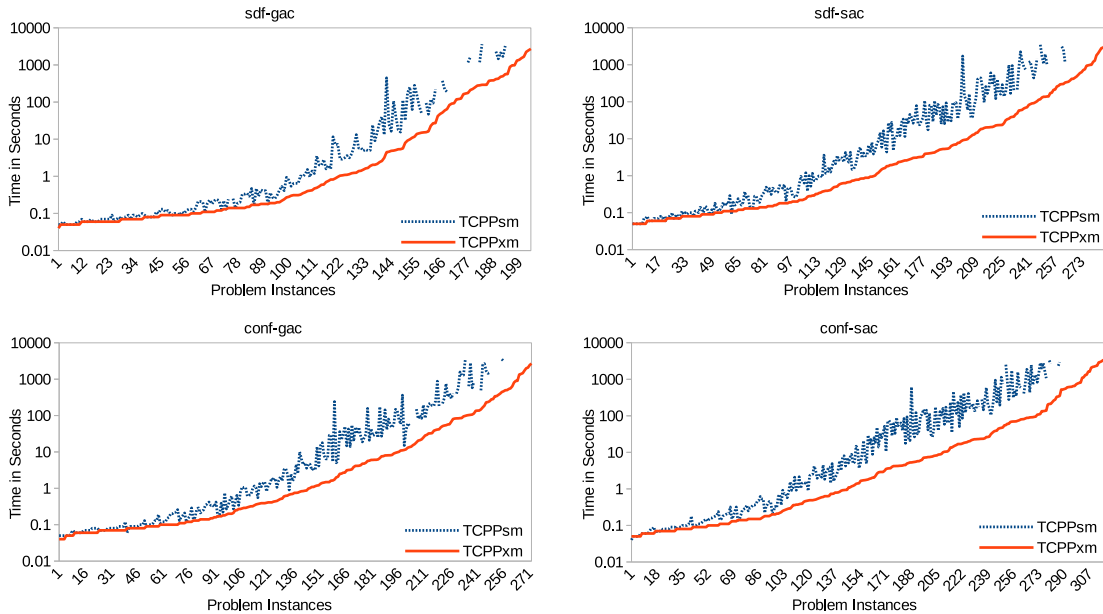 sdf-gac
10000
1000
100
10
1
0.1
0.01
Time in Seconds
TCPPsm
TCPPxm
1 12 23 34 45 56 67 78 89 100 111 122 133 144 155 166 177 188 199
Problem Instances
sdf-sac
10000
1000
100
10
1
0.1
0.01
Time in Seconds
TCPPsm
TCPPxm
1 17 33 49 65 81 97 113 129 145 161 177 193 209 225 241 257 273
Problem Instances
conf-gac
10000
1000
100
10
1
0.1
0.01
Time in Seconds
TCPPsm
TCPPxm
1 16 31 46 61 76 91 106 121 136 151 166 181 196 211 226 241 256 271
Problem Instances
conf-sac
10000
1000
100
10
1
0.1
0.01
Time in Seconds
TCPPsm
TCPPxm
1 18 35 52 69 86 103 120 137 154 171 188 205 222 239 256 273 290 307
Problem Instances